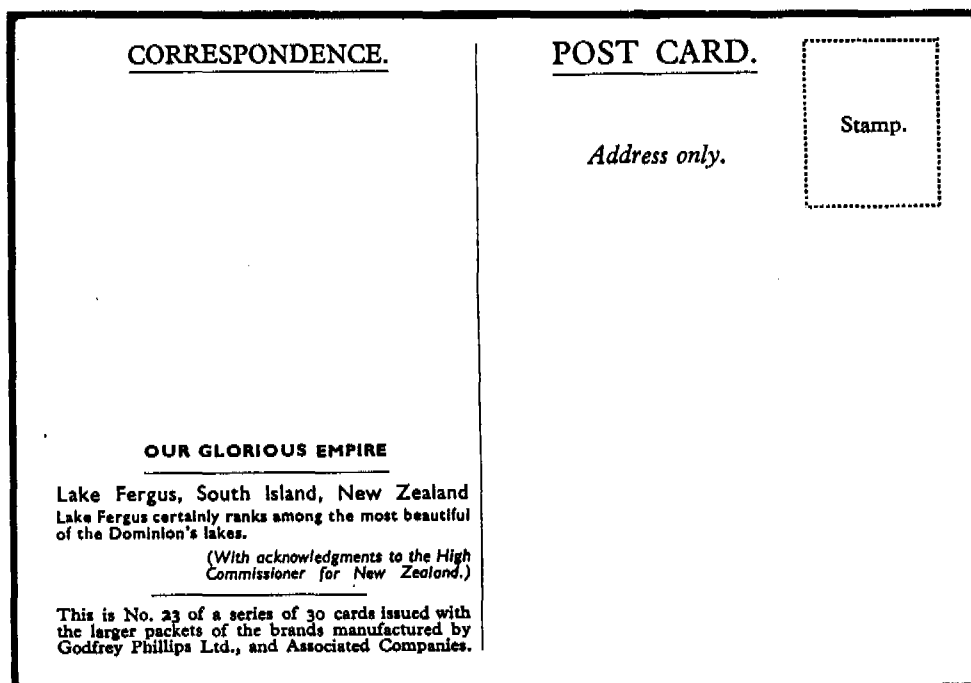 CORRESPONDENCE.
POST CARD.
Stamp.
Address only.
OUR GLORIOUS EMPIRE
Lake Fergus, South Island, New Zealand
Lake Fergus certainly ranks among the most beautiful
of the Dominion's lakes.
(With acknowledgments to the High
Commissioner for New Zealand.)
This is No. 23 of a series of 30 cards issued with
the larger packets of the brands manufactured by
Godfrey Phillips Ltd., and Associated Companies.